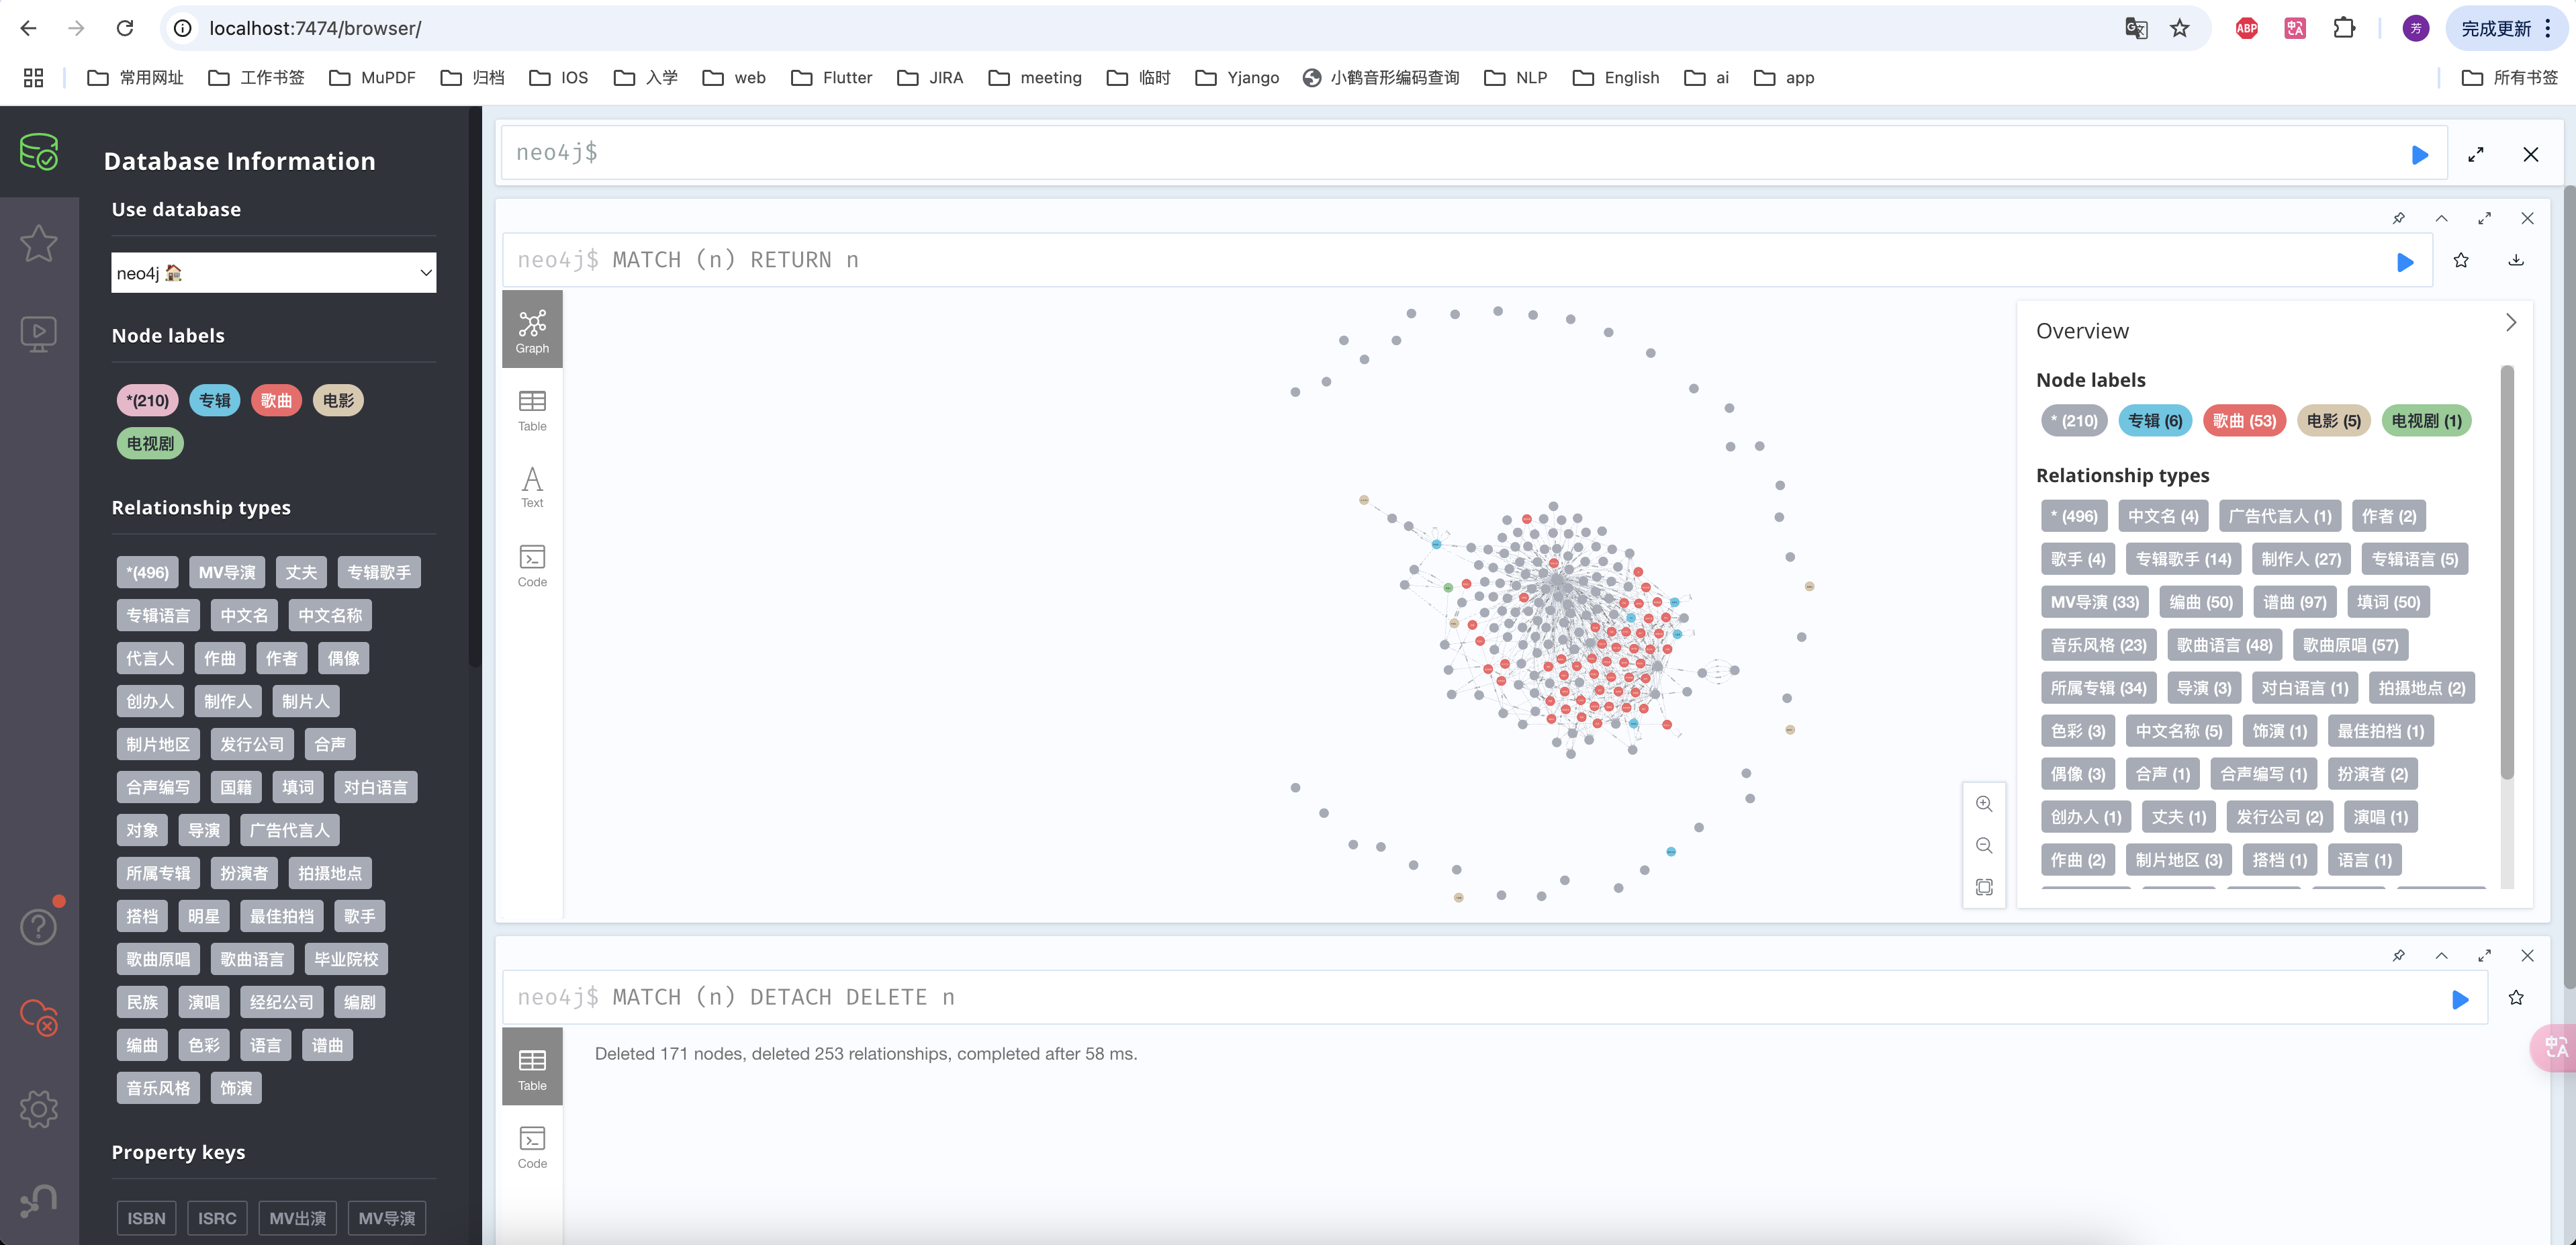 localhost:7474/browser/
ABP
芳
完成更新
常用网址 工作书签 MuPDF 归档 IOS 入学 web Flutter JIRA meeting 临时 Yjango 小鹤音形编码查询 NLP English ai app 所有书签
Database Information
Use database
neo4j
Node labels
*(210) 专辑 歌曲 电影
电视剧
Relationship types
*(496) MV导演 丈夫 专辑歌手
专辑语言 中文名 中文名称
代言人 作曲 作者 偶像
创办人 制作人 制片人
制片地区 发行公司 合声
合声编写 国籍 填词 对白语言
对象 导演 广告代言人
所属专辑 扮演者 拍摄地点
搭档 明星 最佳拍档 歌手
歌曲原唱 歌曲语言 毕业院校
民族 演唱 经纪公司 编剧
编曲 色彩 语言 谱曲
音乐风格 饰演
Property keys
ISBN ISRC MV出演 MV导演
neo4j$
neo4j$ MATCH (n) RETURN n
Graph
Table
Text
Code
Overview
Node labels
* (210) 专辑 (6) 歌曲 (53) 电影 (5) 电视剧 (1)
Relationship types
* (496) 中文名 (4) 广告代言人 (1) 作者 (2)
歌手 (4) 专辑歌手 (14) 制作人 (27) 专辑语言 (5)
MV导演 (33) 编曲 (50) 谱曲 (97) 填词 (50)
音乐风格 (23) 歌曲语言 (48) 歌曲原唱 (57)
所属专辑 (34) 导演 (3) 对白语言 (1) 拍摄地点 (2)
色彩 (3) 中文名称 (5) 饰演 (1) 最佳拍档 (1)
偶像 (3) 合声 (1) 合声编写 (1) 扮演者 (2)
创办人 (1) 丈夫 (1) 发行公司 (2) 演唱 (1)
作曲 (2) 制片地区 (3) 搭档 (1) 语言 (1)
neo4j$ MATCH (n) DETACH DELETE n
Table
Code
Deleted 171 nodes, deleted 253 relationships, completed after 58 ms.